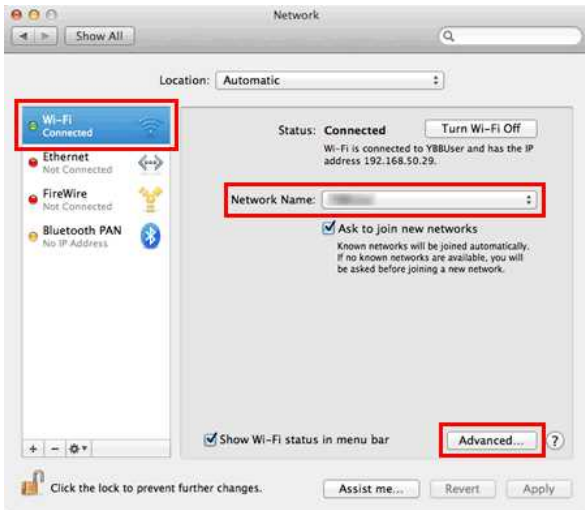 Network
Show All
Location: Automatic
Wi-Fi
Connected
Ethernet
Not Connected
FireWire
Not Connected
Bluetooth PAN
No IP Address
Status: Connected
Turn Wi-Fi Off
Wi-Fi is connected to YBBUser and has the IP
address 192.168.50.29.
Network Name:
Ask to join new networks
Known networks will be joined automatically.
If no known networks are available, you will
be asked before joining a new network.
Show Wi-Fi status in menu bar
Advanced...
?
Click the lock to prevent further changes.
Assist me...
Revert
Apply